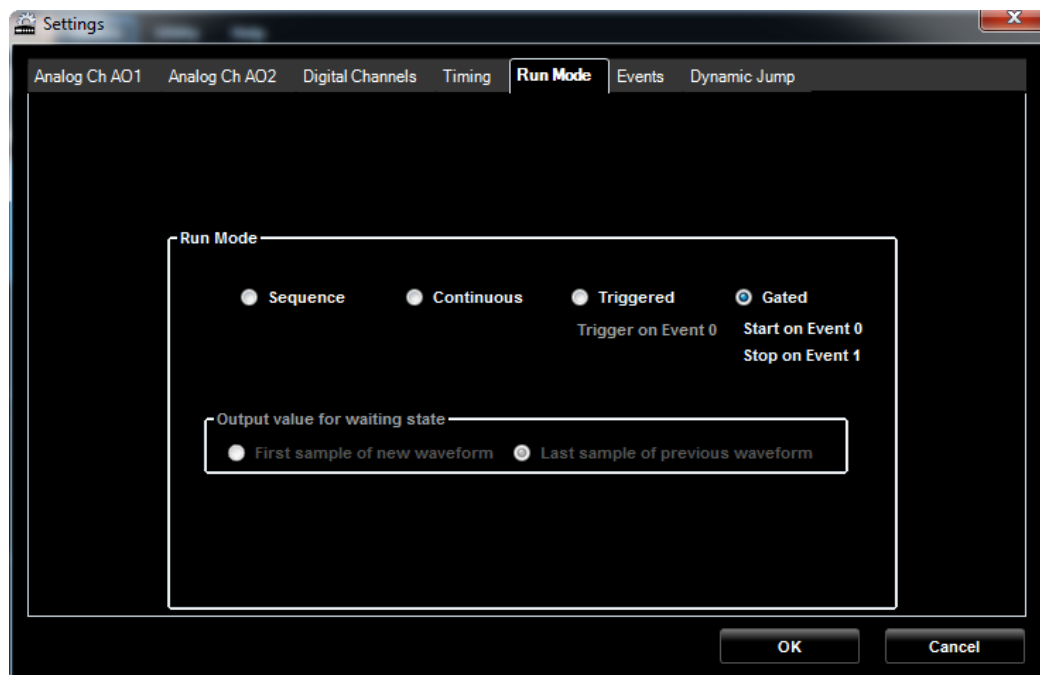 Settings
Analog Ch AO1 Analog Ch AO2 Digital Channels Timing Run Mode Events Dynamic Jump
Run Mode
Sequence Continuous Triggered Gated
Trigger on Event 0 Start on Event 0
Stop on Event 1
Output value for waiting state
First sample of new waveform Last sample of previous waveform
OK Cancel